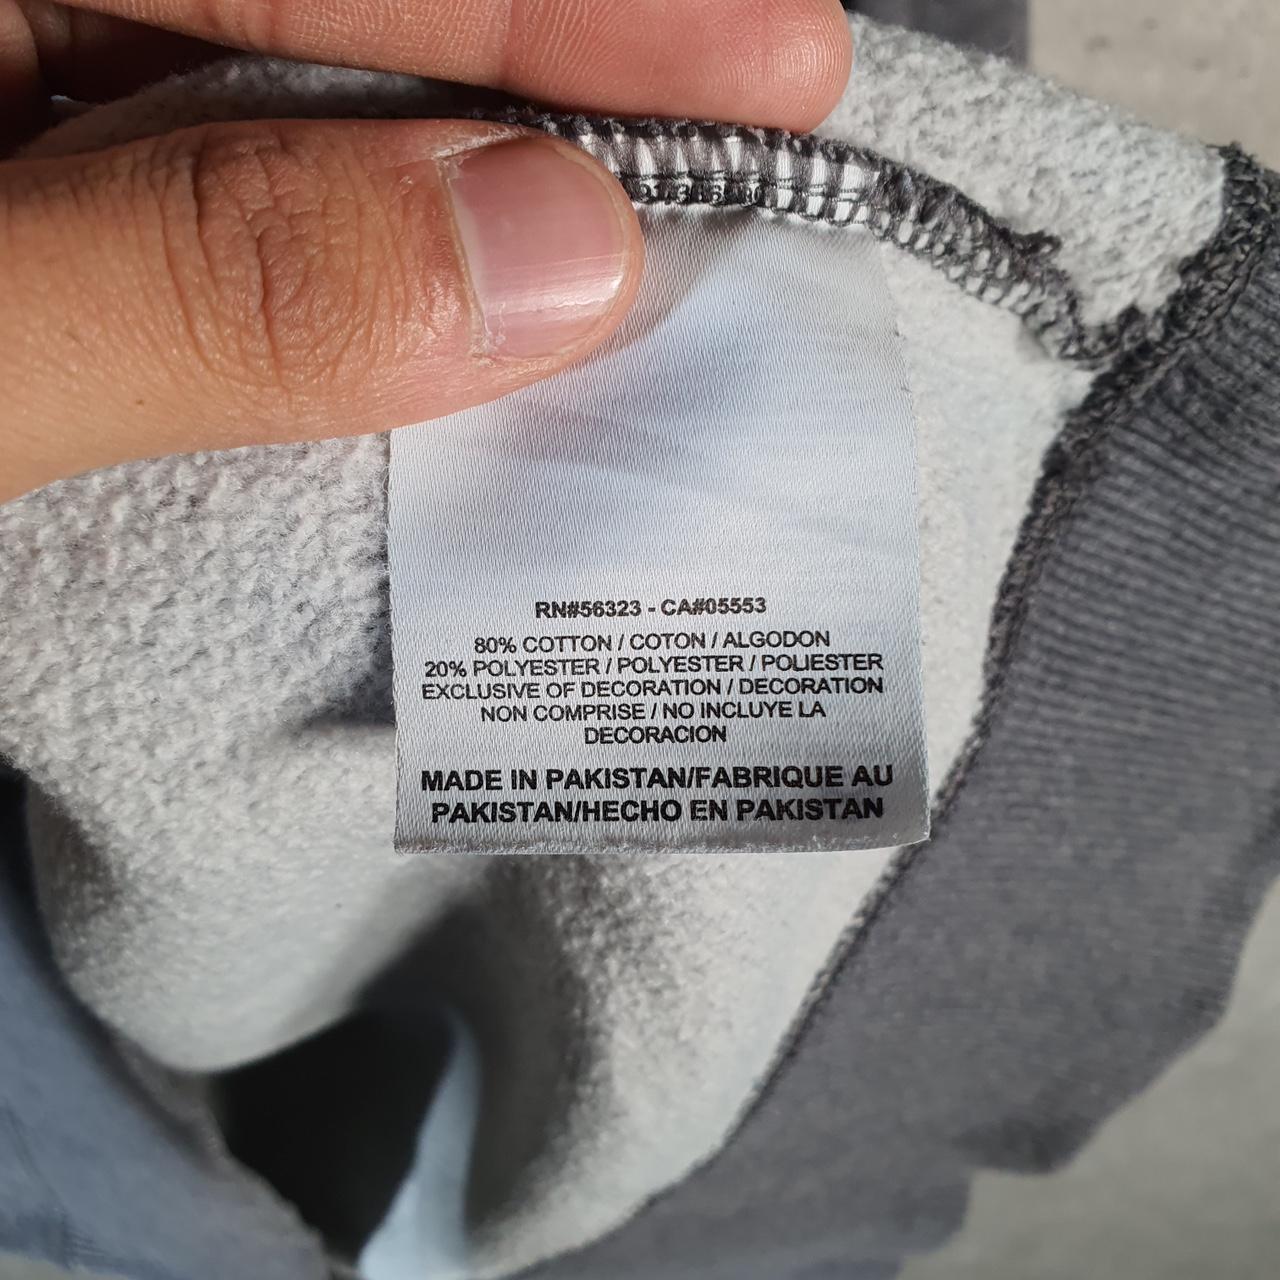 RN#56323 - CA#05553
80% COTTON / COTON / ALGODON
20% POLYESTER / POLYESTER / POLIESTER
EXCLUSIVE OF DECORATION / DECORATION
NON COMPRISE / NO INCLUYE LA
DECORACION
MADE IN PAKISTAN/FABRIQUE AU
PAKISTAN/HECHO EN PAKISTAN